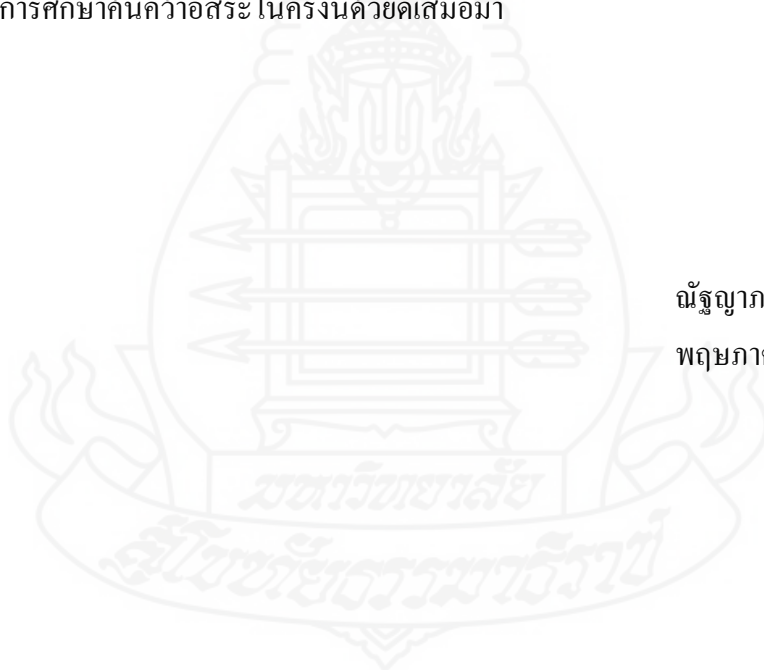 การศึกษาค้นคว้าอิสระในครั้งนี้ด้วยดีเสมอมา
ณัฐญาภ
พฤษภาค
มหาวิทยาลัย
สุโขทัยธรรมาธิราช